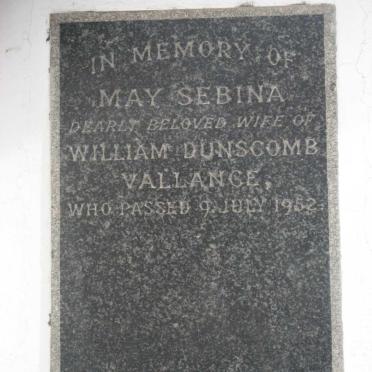 IN MEMORY OF
MAY SEBINA
DEARLY BELOVED WIFE OF
WILLIAM DUNSCOMB
VALLANCE,
WHO PASSED 9. JULY 1952.